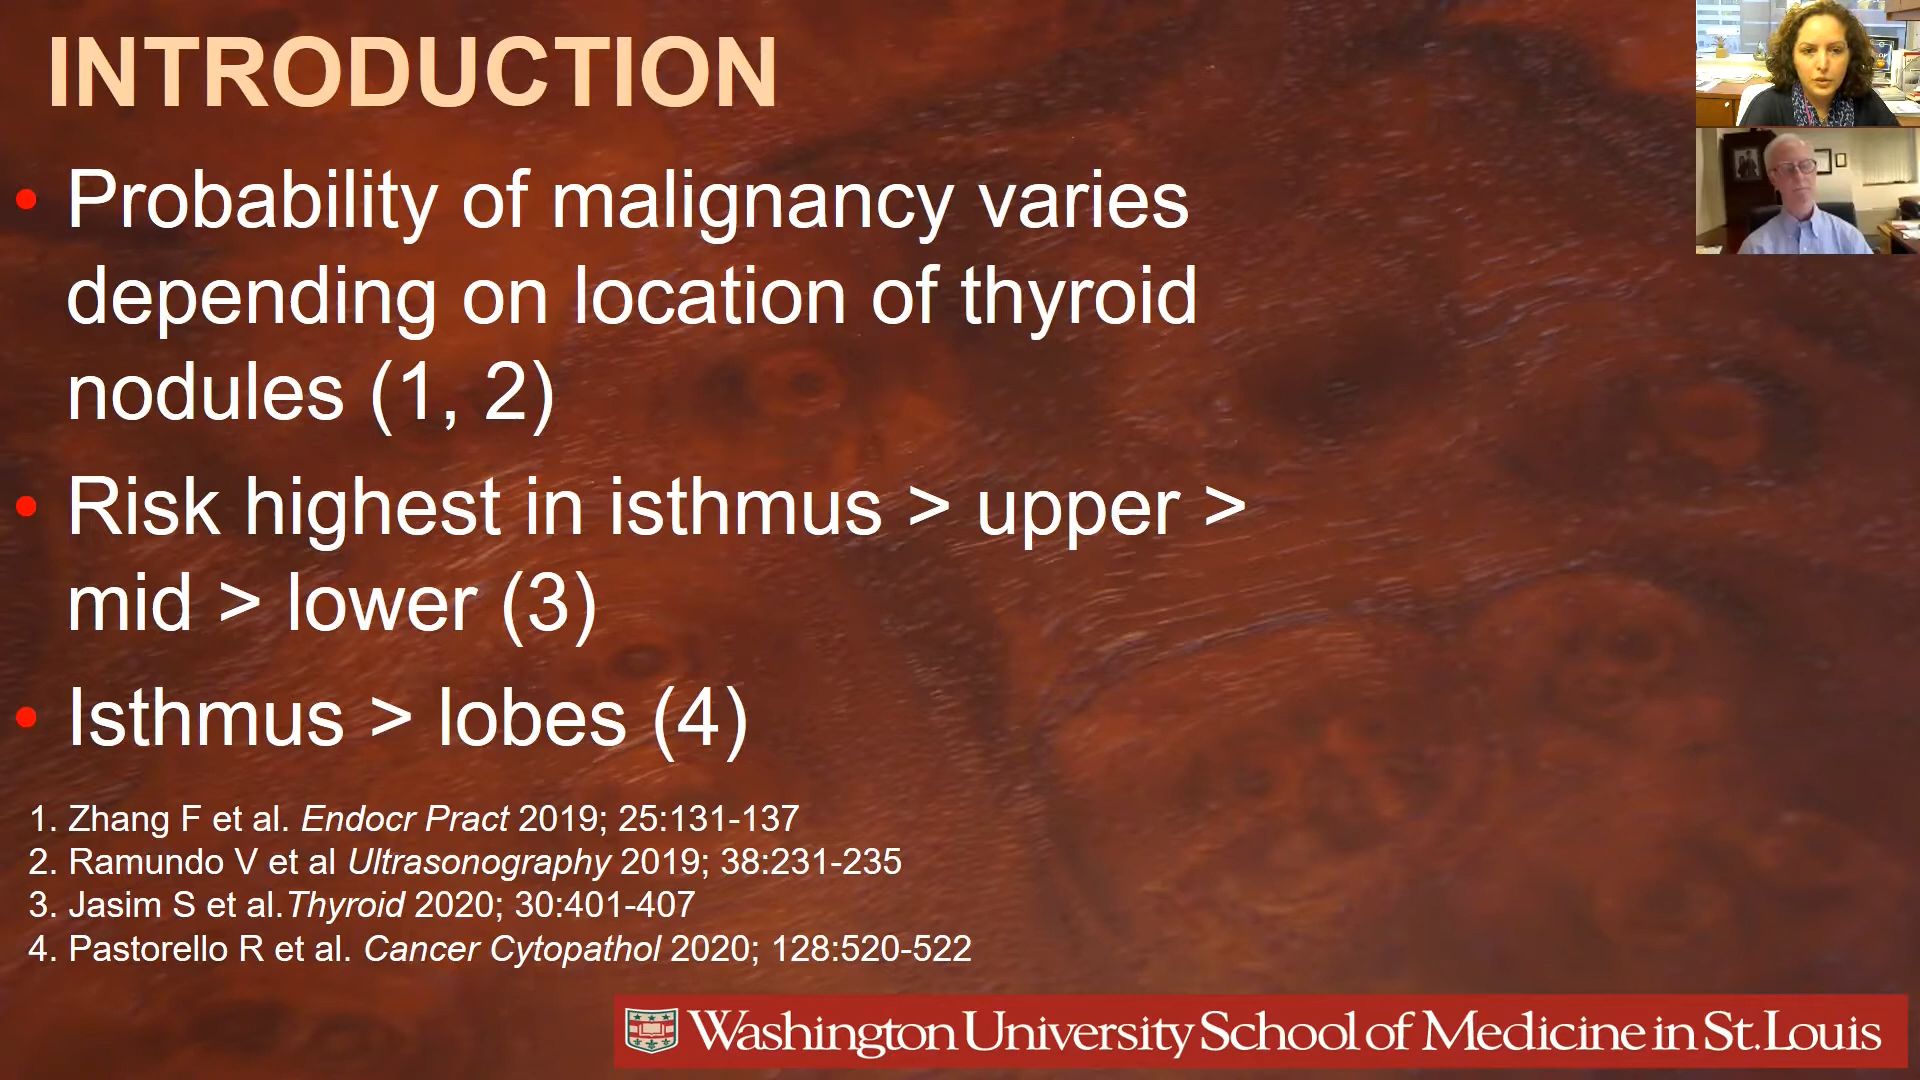 INTRODUCTION
• Probability of malignancy varies
depending on location of thyroid
nodules (1, 2)
• Risk highest in isthmus > upper >
mid > lower (3)
• Isthmus > lobes (4)
1. Zhang F et al. Endocr Pract 2019; 25:131-137
2. Ramundo V et al Ultrasonography 2019; 38:231-235
3. Jasim S et al.Thyroid 2020; 30:401-407
4. Pastorello R et al. Cancer Cytopathol 2020; 128:520-522
Washington University School of Medicine in St. Louis